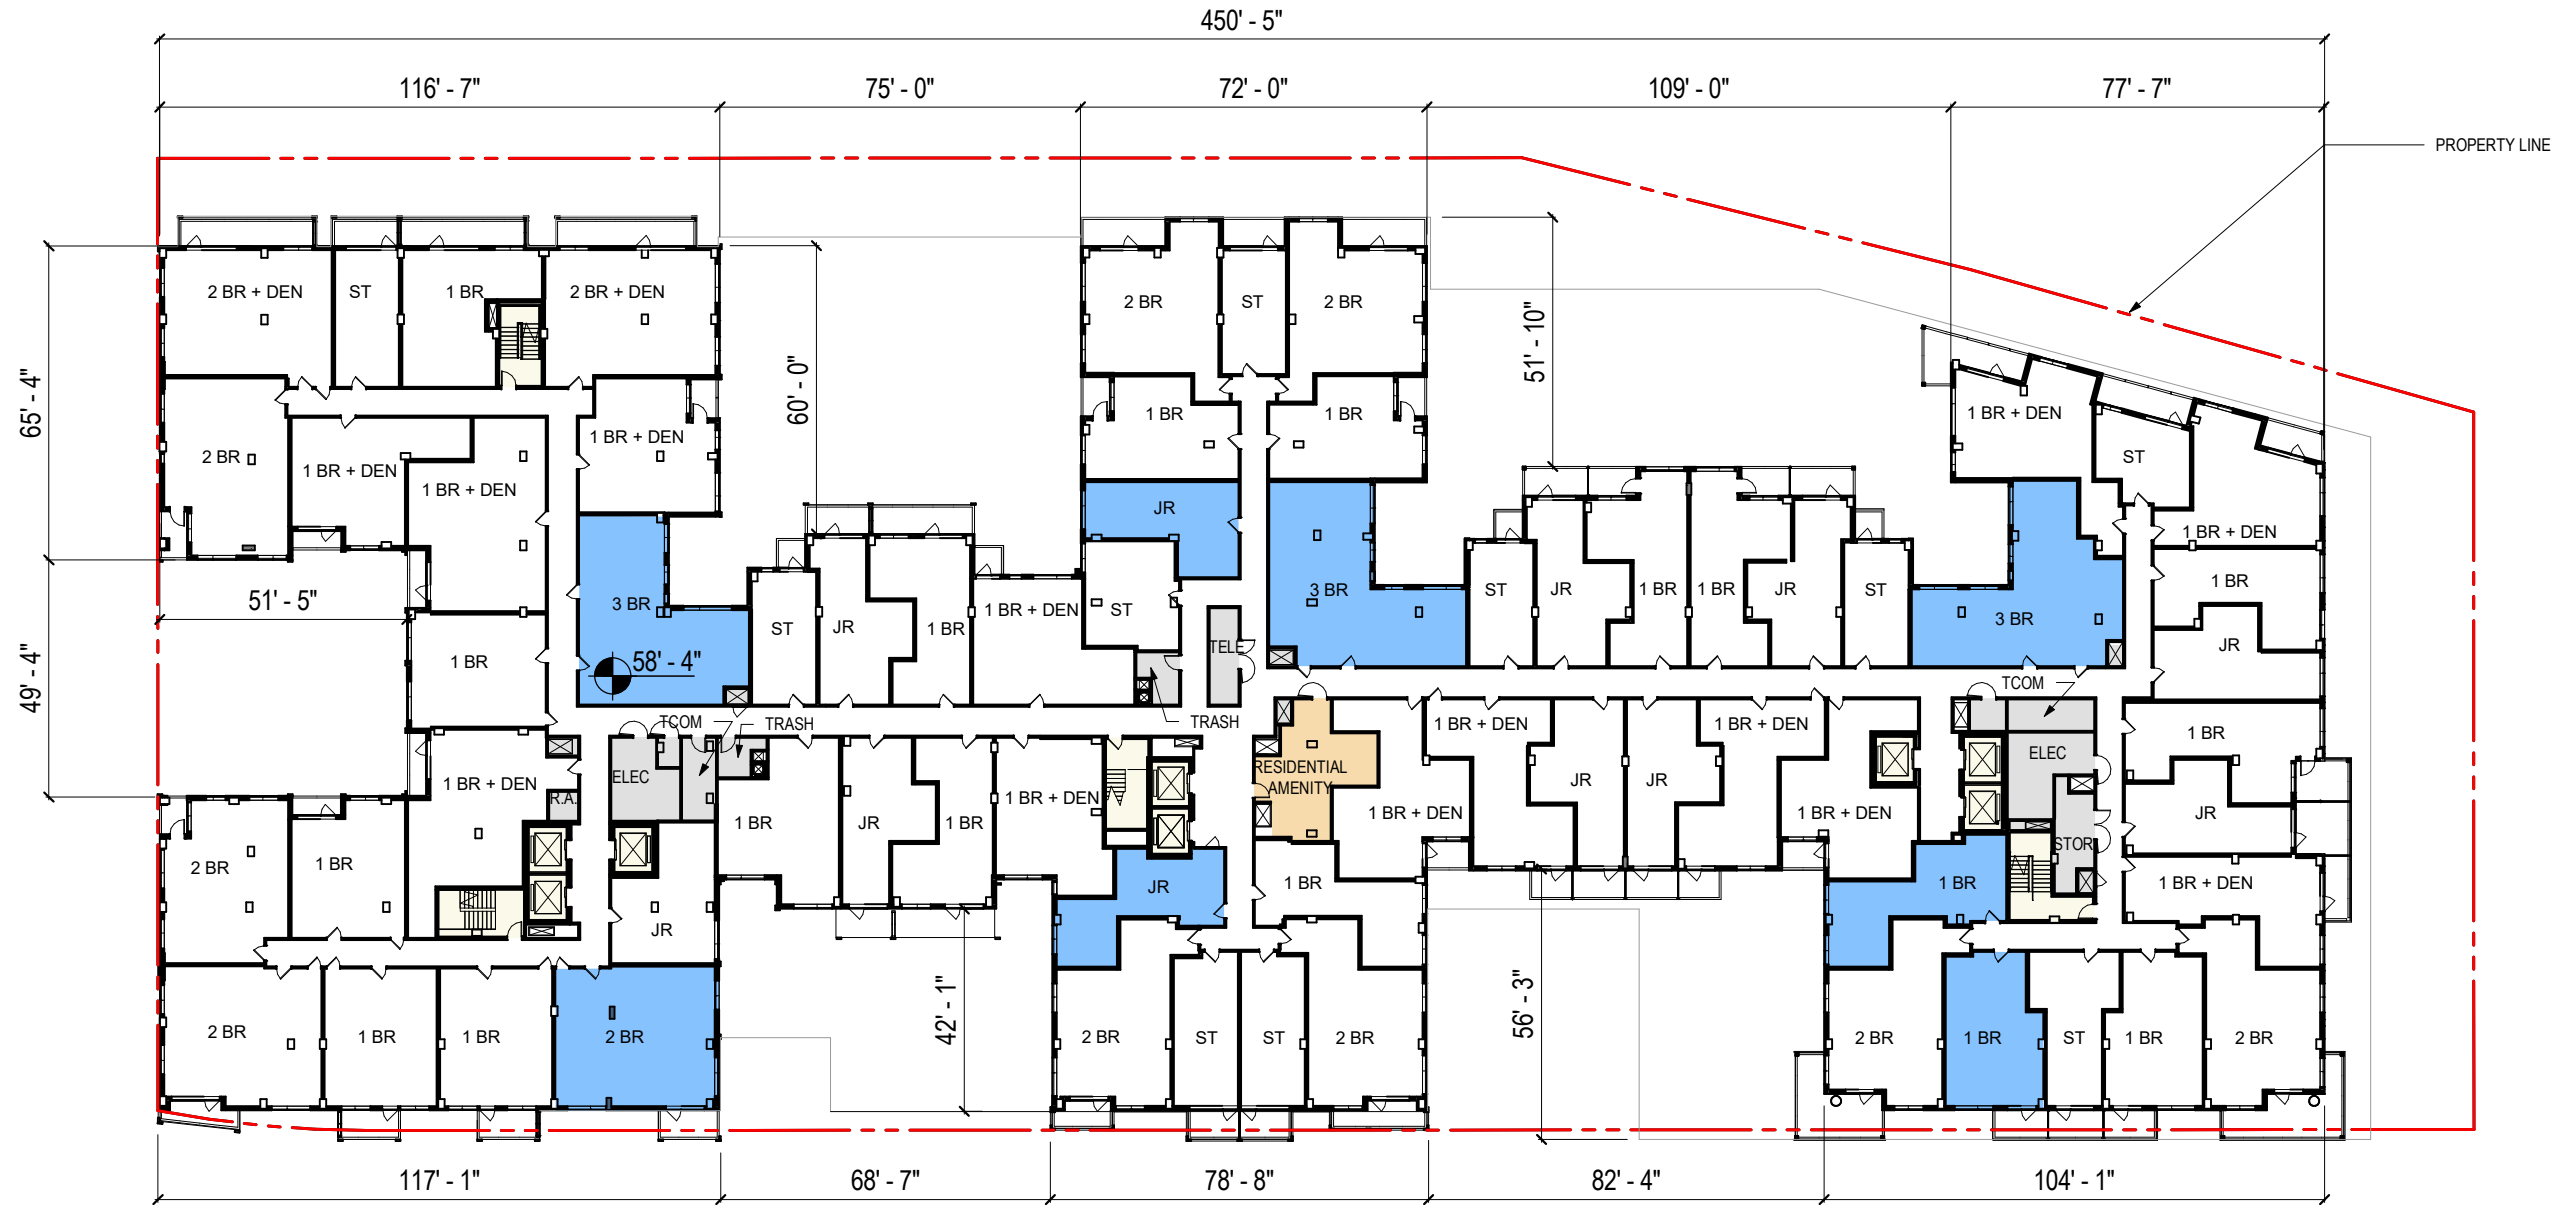 450' - 5"
116' - 7"
75' - 0"
72' - 0"
109' - 0"
77' - 7"
PROPERTY LINE
2 BR + DEN
ST
1 BR
2 BR + DEN
2 BR
ST
2 BR
51' - 10"
65' - 4"
60' - 0"
1 BR
1 BR
1 BR + DEN
1 BR + DEN
2 BR
1 BR + DEN
1 BR + DEN
ST
JR
1 BR + DEN
51' - 5"
3 BR
1 BR + DEN
ST
3 BR
ST
JR
1 BR
1 BR
JR
ST
1 BR
3 BR
ST
JR
1 BR
JR
49' - 4"
1 BR
58' - 4"
TELE
TCOM
TCOM
TRASH
TRASH
1 BR + DEN
1 BR + DEN
1 BR
ELEC
RESIDENTIAL
AMENITY
ELEC
1 BR + DEN
R.A.
1 BR + DEN
JR
JR
1 BR
JR
1 BR
1 BR + DEN
1 BR + DEN
JR
STOR
2 BR
1 BR
JR
1 BR
1 BR
1 BR + DEN
JR
2 BR
1 BR
1 BR
2 BR
42' - 1"
2 BR
ST
ST
2 BR
56' - 3"
2 BR
1 BR
ST
1 BR
2 BR
117' - 1"
68' - 7"
78' - 8"
82' - 4"
104' - 1"